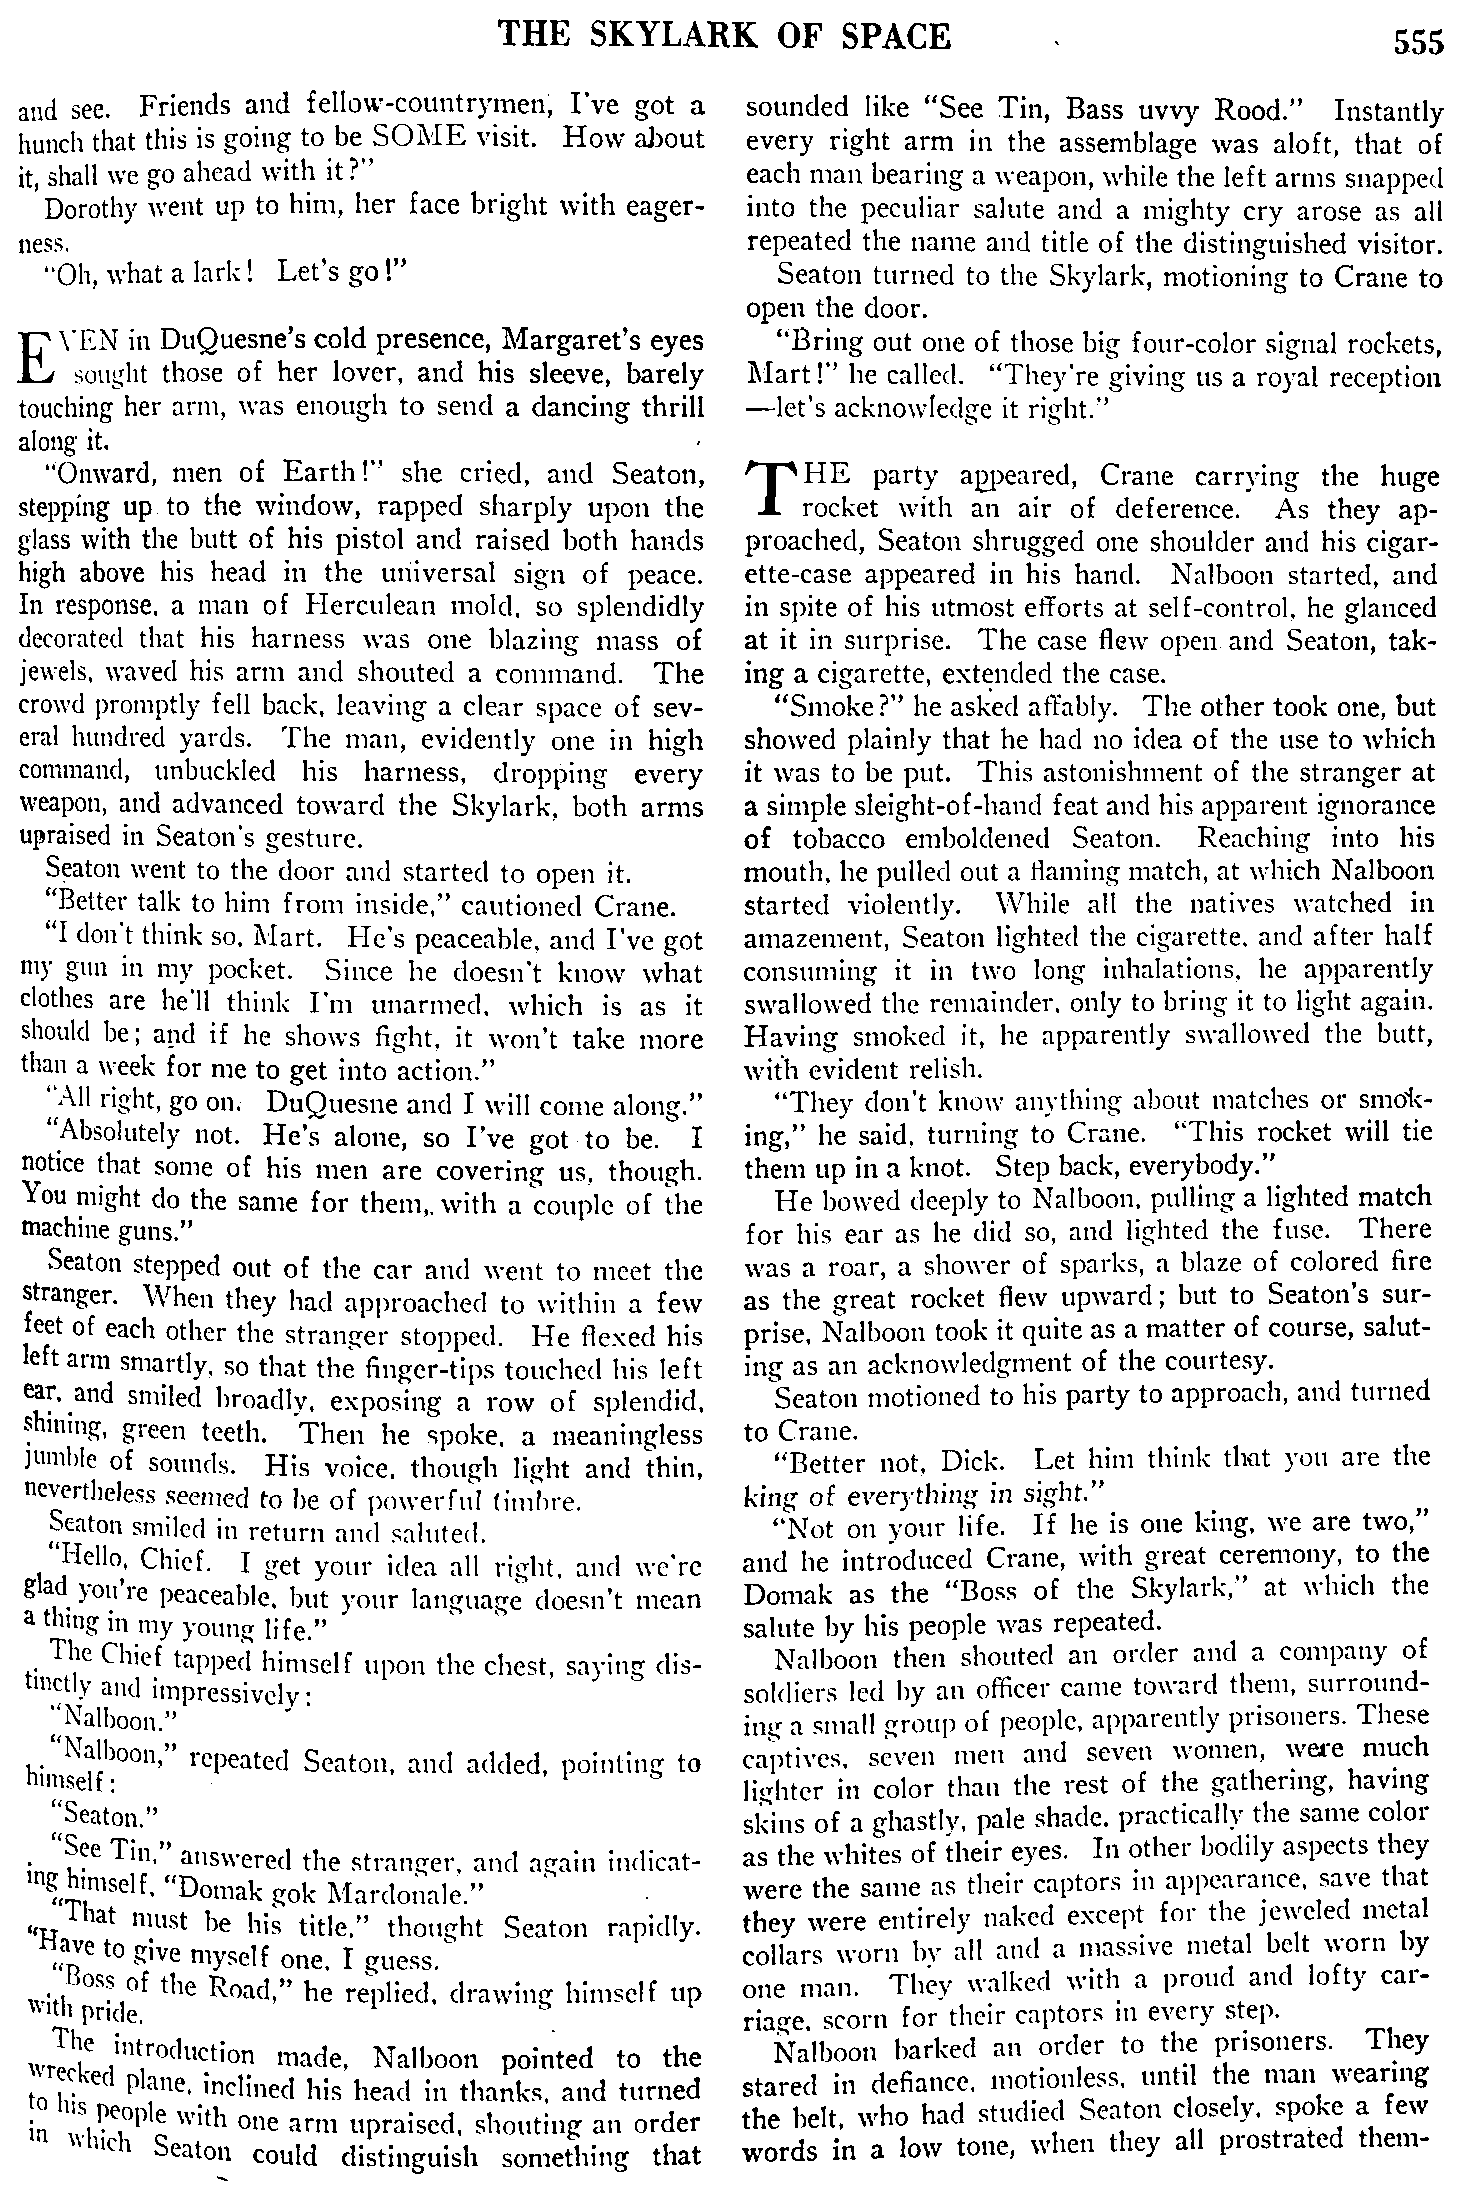 THE SKYLARK OF SPACE
555
and see. Friends and fellow-countrymen, I've got a
hunch that this is going to be SOME visit. How about
it, shall we go ahead with it?"
Dorothy went up to him, her face bright with eager-
ness.
"Oh, what a lark! Let's go!"
EVEN in DuQuesne's cold presence, Margaret's eyes
sought those of her lover, and his sleeve, barely
touching her arm, was enough to send a dancing thrill
along it.
"Onward, men of Earth!" she cried, and Seaton,
stepping up to the window, rapped sharply upon the
glass with the butt of his pistol and raised both hands
high above his head in the universal sign of peace.
In response, a man of Herculean mold, so splendidly
decorated that his harness was one blazing mass of
jewels, waved his arm and shouted a command. The
crowd promptly fell back, leaving a clear space of sev-
eral hundred yards. The man, evidently one in high
command, unbuckled his harness, dropping every
weapon, and advanced toward the Skylark, both arms
upraised in Seaton's gesture.
Seaton went to the door and started to open it.
"Better talk to him from inside," cautioned Crane.
"I don't think so, Mart. He's peaceable, and I've got
my gun in my pocket. Since he doesn't know what
clothes are he'll think I'm unarmed, which is as it
should be; and if he shows fight, it won't take more
than a week for me to get into action."
"All right, go on. DuQuesne and I will come along."
"Absolutely not. He's alone, so I've got to be. I
notice that some of his men are covering us, though.
You might do the same for them, with a couple of the
machine guns."
Seaton stepped out of the car and went to meet the
stranger. When they had approached to within a few
feet of each other the stranger stopped. He flexed his
left arm smartly, so that the finger-tips touched his left
ear, and smiled broadly, exposing a row of splendid,
shining, green teeth. Then he spoke, a meaningless
jumble of sounds. His voice, though light and thin,
nevertheless seemed to be of powerful timbre.
Seaton smiled in return and saluted.
"Hello, Chief. I get your idea all right, and we're
glad you're peaceable, but your language doesn't mean
a thing in my young life."
The Chief tapped himself upon the chest, saying dis-
tinctly and impressively:
"Nalboon."
"Nalboon," repeated Seaton, and added, pointing to
himself:
"Seaton."
"See Tin," answered the stranger, and again indicat-
ing himself, "Domak gok Mardonale."
"That must be his title," thought Seaton rapidly.
"Have to give myself one, I guess.
"Boss of the Road," he replied, drawing himself up
with pride.
The introduction made, Nalboon pointed to the
wrecked plane, inclined his head in thanks, and turned
to his people with one arm upraised, shouting an order
in which Seaton could distinguish something that
sounded like "See Tin, Bass uvvy Rood." Instantly
every right arm in the assemblage was aloft, that of
each man bearing a weapon, while the left arms snapped
into the peculiar salute and a mighty cry arose as all
repeated the name and title of the distinguished visitor.
Seaton turned to the Skylark, motioning to Crane to
open the door.
"Bring out one of those big four-color signal rockets,
Mart!" he called. "They're giving us a royal reception
—let's acknowledge it right."
THE party appeared, Crane carrying the huge
rocket with an air of deference. As they ap-
proached, Seaton shrugged one shoulder and his cigar-
ette-case appeared in his hand. Nalboon started, and
in spite of his utmost efforts at self-control, he glanced
at it in surprise. The case flew open and Seaton, tak-
ing a cigarette, extended the case.
"Smoke?" he asked affably. The other took one, but
showed plainly that he had no idea of the use to which
it was to be put. This astonishment of the stranger at
a simple sleight-of-hand feat and his apparent ignorance
of tobacco emboldened Seaton. Reaching into his
mouth, he pulled out a flaming match, at which Nalboon
started violently. While all the natives watched in
amazement, Seaton lighted the cigarette, and after half
consuming it in two long inhalations, he apparently
swallowed the remainder, only to bring it to light again.
Having smoked it, he apparently swallowed the butt,
with evident relish.
"They don't know anything about matches or smok-
ing," he said, turning to Crane. "This rocket will tie
them up in a knot. Step back, everybody."
He bowed deeply to Nalboon, pulling a lighted match
for his ear as he did so, and lighted the fuse. There
was a roar, a shower of sparks, a blaze of colored fire
as the great rocket flew upward; but to Seaton's sur-
prise, Nalboon took it quite as a matter of course, salut-
ing as an acknowledgment of the courtesy.
Seaton motioned to his party to approach, and turned
to Crane.
"Better not, Dick. Let him think that you are the
king of everything in sight."
"Not on your life. If he is one king, we are two,"
and he introduced Crane, with great ceremony, to the
Domak as the "Boss of the Skylark," at which the
salute by his people was repeated.
Nalboon then shouted an order and a company of
soldiers led by an officer came toward them, surround-
ing a small group of people, apparently prisoners. These
captives, seven men and seven women, were much
lighter in color than the rest of the gathering, having
skins of a ghastly, pale shade, practically the same color
as the whites of their eyes. In other bodily aspects they
were the same as their captors in appearance, save that
they were entirely naked except for the jeweled metal
collars worn by all and a massive metal belt worn by
one man. They walked with a proud and lofty car-
riage, scorn for their captors in every step.
Nalboon barked an order to the prisoners. They
stared in defiance, motionless, until the man wearing
the belt, who had studied Seaton closely, spoke a few
words in a low tone, when they all prostrated them-